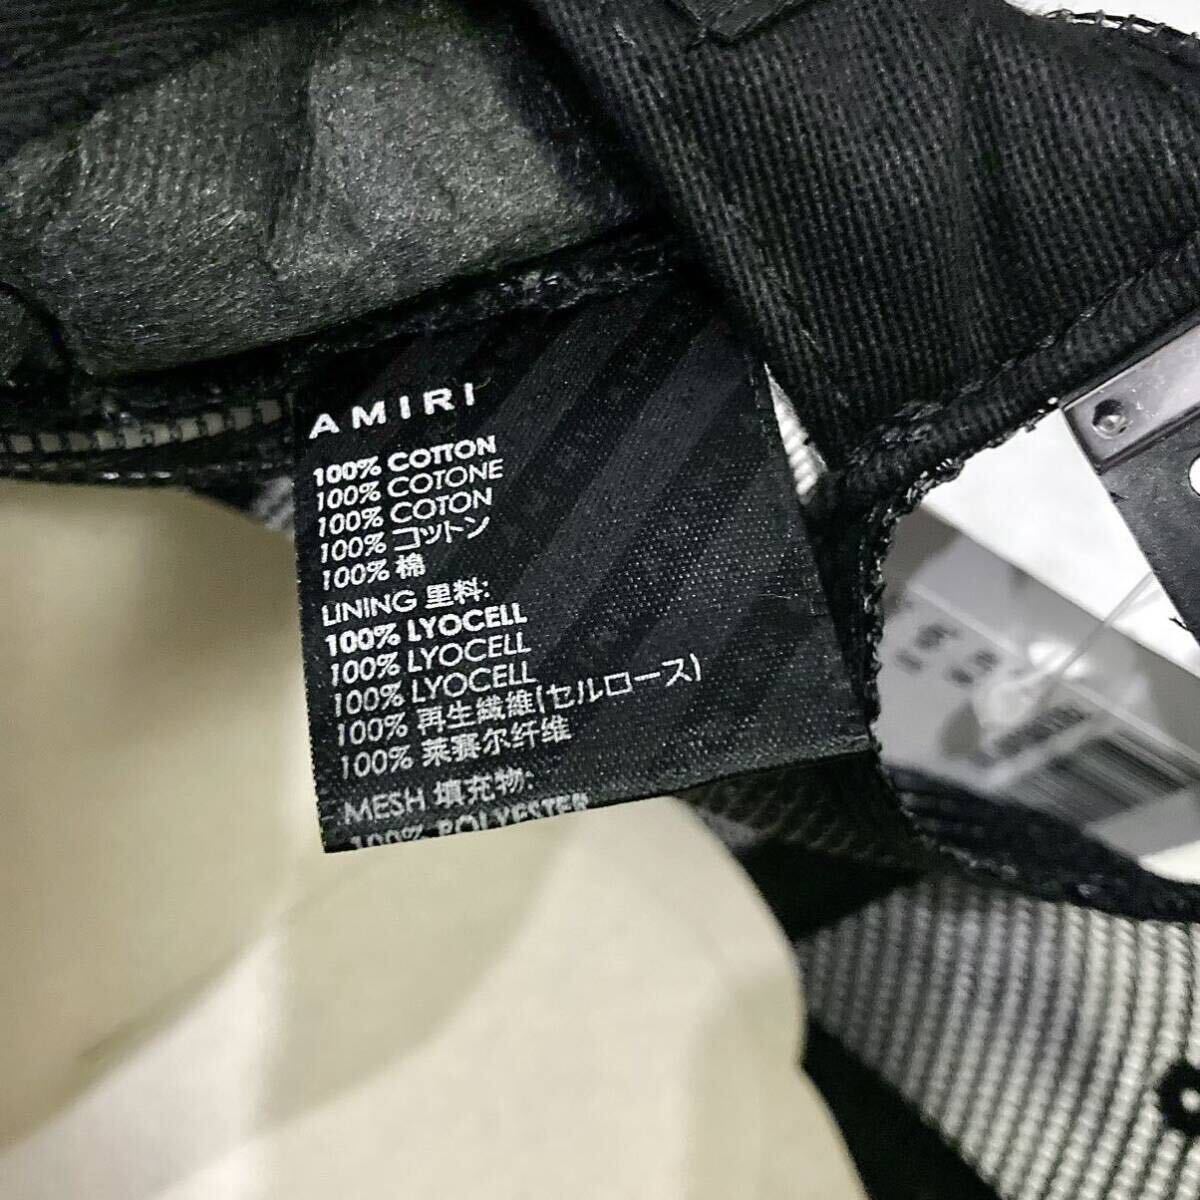 AMIRI
100% COTTON
100% COTONE
100% COTON
100% コットン
100% 棉
LINING 里料:
100% LYOCELL
100% LYOCELL
100% LYOCELL
100% 再生繊維(セルロース)
100% 莱赛尔纤维
MESH 填充物:
100% POLYESTER